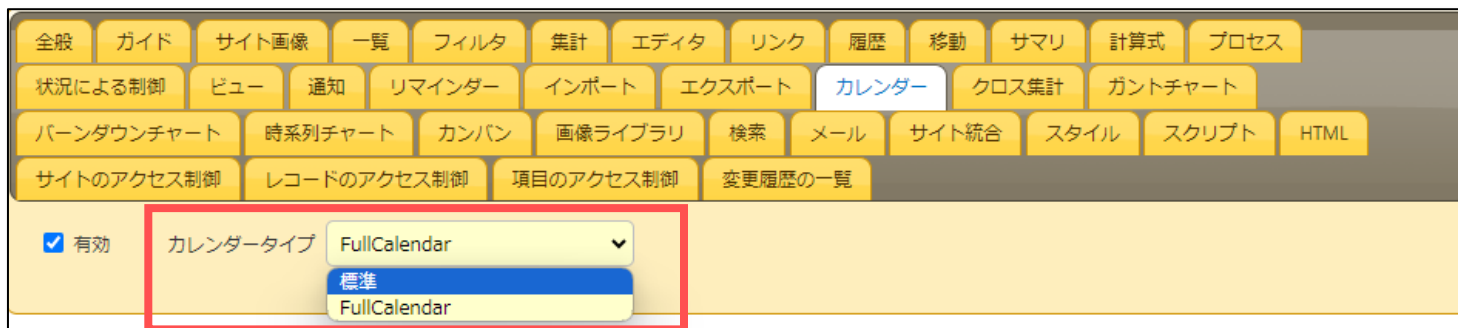 全般 ガイド サイト画像 一覧 フィルタ 集計 エディタ リンク 履歴 移動 サマリ 計算式 プロセス
状況による制御 ビュー 通知 リマインダー インポート エクスポート カレンダー クロス集計 ガントチャート
バーンダウンチャート 時系列チャート カンバン 画像ライブラリ 検索 メール サイト統合 スタイル スクリプト HTML
サイトのアクセス制御 レコードのアクセス制御 項目のアクセス制御 変更履歴の一覧
有効 カレンダータイプ FullCalendar
標準
FullCalendar